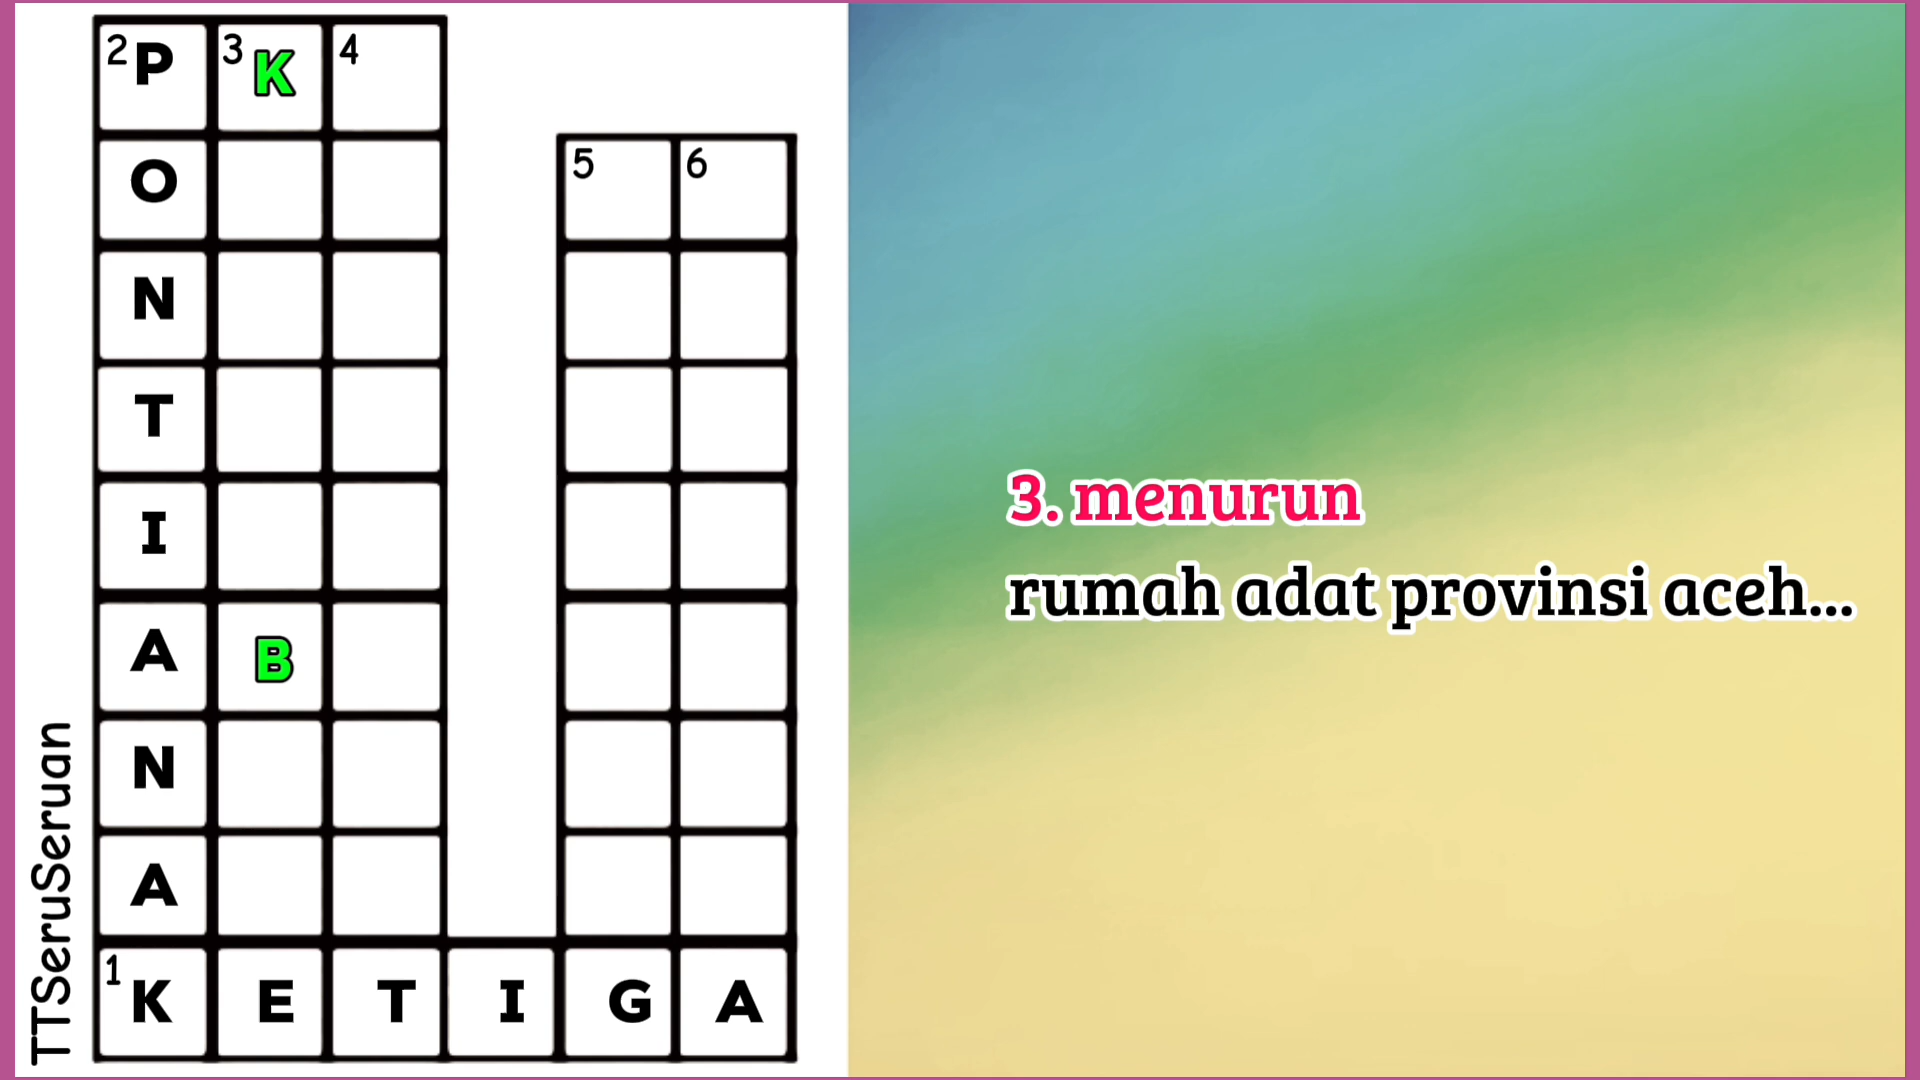 2 P 3 K 4
O 5 6
N
T
I
A B
N
A
1 K E T I G A
TTSeruSeruan
3. menurun
rumah adat provinsi aceh...